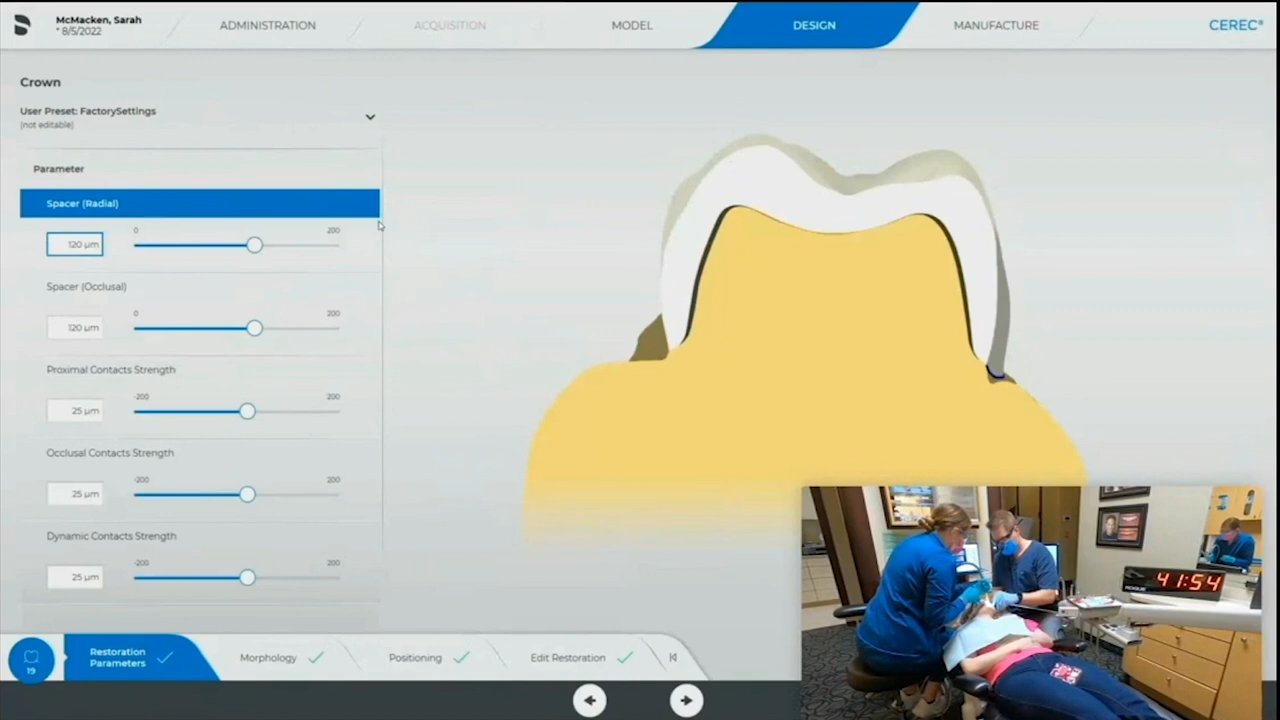 McMacken, Sarah
* 8/5/2022
ADMINISTRATION
ACQUISITION
MODEL
DESIGN
MANUFACTURE
CEREC®
Crown
User Preset: FactorySettings
(not editable)
Parameter
Spacer (Radial)
120 µm
0
200
Spacer (Occlusal)
120 µm
0
200
Proximal Contacts Strength
25 µm
-200
200
Occlusal Contacts Strength
25 µm
-200
200
Dynamic Contacts Strength
25 µm
-200
200
19
Restoration
Parameters
Morphology
Positioning
Edit Restoration
41:54